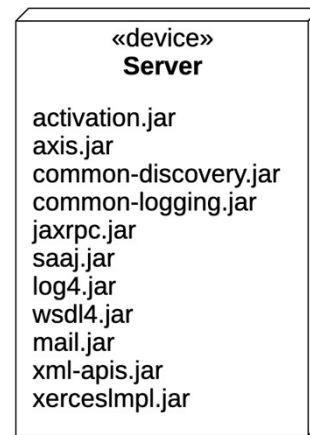 «device»
Server
activation.jar
axis.jar
common-discovery.jar
common-logging.jar
jaxrpc.jar
saaj.jar
log4.jar
wsdl4.jar
mail.jar
xml-apis.jar
xercesImpl.jar